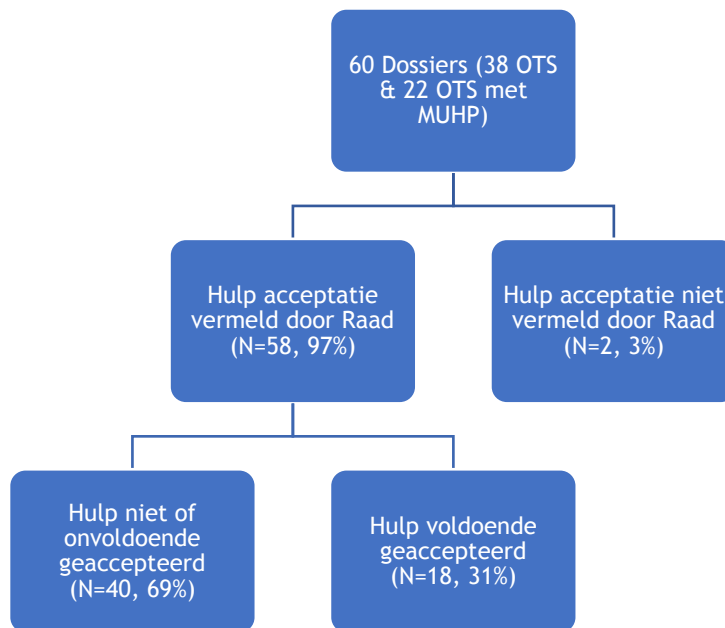 60 Dossiers (38 OTS
& 22 OTS met
MUHP)
Hulp acceptatie
vermeld door Raad
(N=58, 97%)
Hulp acceptatie niet
vermeld door Raad
(N=2, 3%)
Hulp niet of
onvoldoende
geaccepteerd
(N=40, 69%)
Hulp voldoende
geaccepteerd
(N=18, 31%)